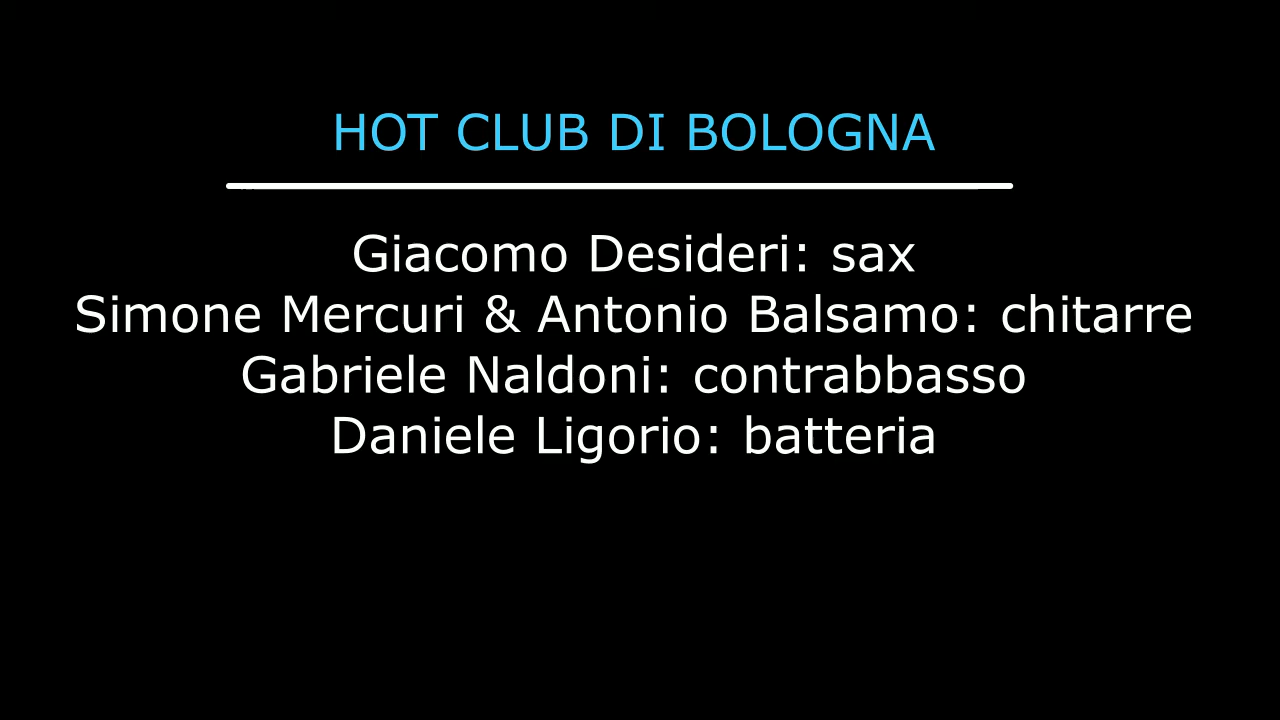 HOT CLUB DI BOLOGNA
Giacomo Desideri: sax
Simone Mercuri & Antonio Balsamo: chitarre
Gabriele Naldoni: contrabbasso
Daniele Ligorio: batteria